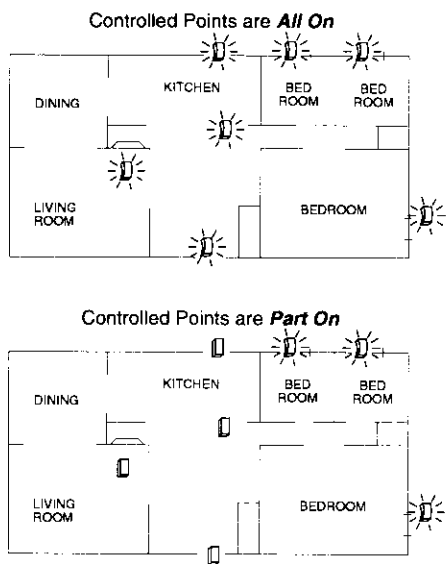 Controlled Points are All On
KITCHEN
BED
ROOM
BED
ROOM
DINING
LIVING
ROOM
BEDROOM
Controlled Points are Part On
KITCHEN
BED
ROOM
BED
ROOM
DINING
LIVING
ROOM
BEDROOM